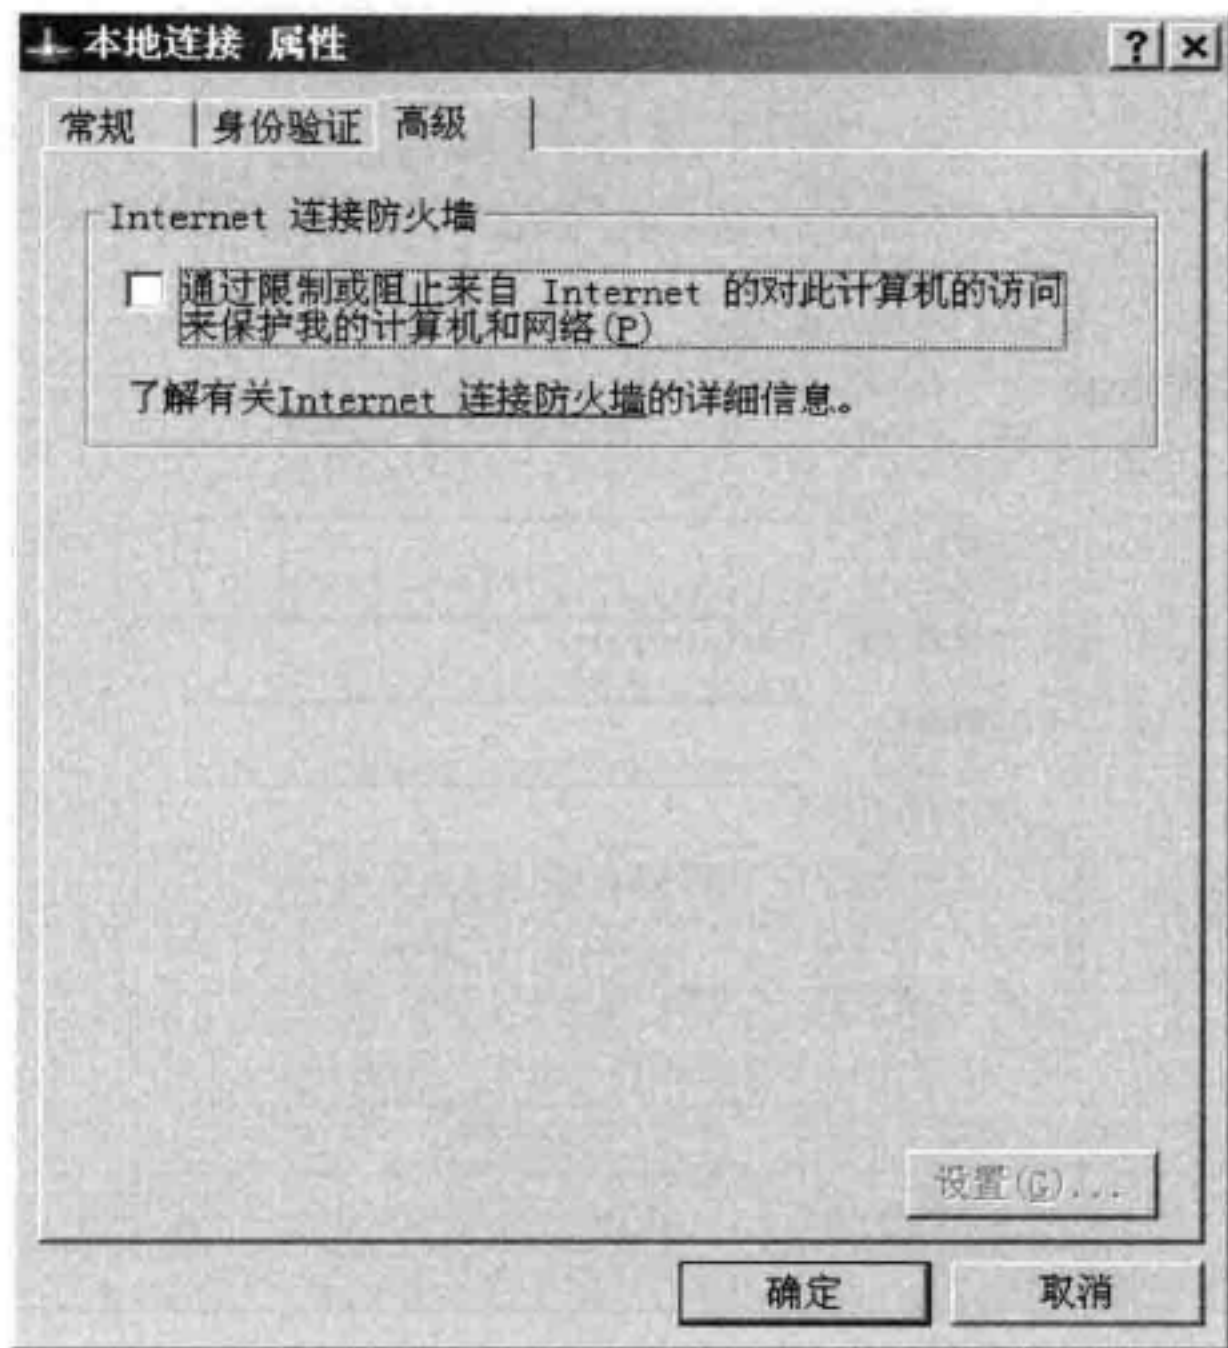 本地连接 属性
常规 身份验证 高级
Internet 连接防火墙
通过限制或阻止来自 Internet 的对此计算机的访问
来保护我的计算机和网络(P)
了解有关Internet 连接防火墙的详细信息。
设置(G)...
确定 取消